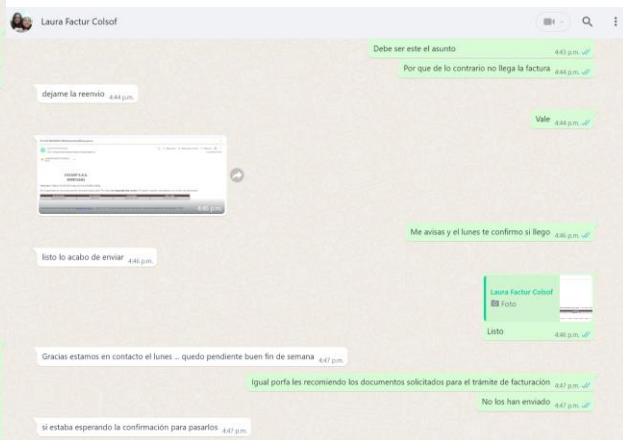 Laura Factur Colsof
Debe ser este el asunto 4:43 p.m.
Por que de lo contrario no llega la factura 4:44 p.m.
dejame la reenvio 4:44 p.m.
Vale 4:44 p.m.
4:46 p.m.
Me avisas y el lunes te confirmo si llego 4:46 p.m.
listo lo acabo de enviar 4:46 p.m.
Laura Factur Colsof
Foto
Listo 4:46 p.m.
Gracias estamos en contacto el lunes ... quedo pendiente buen fin de semana 4:47 p.m.
Igual porfa les recomiendo los documentos solicitados para el trámite de facturación 4:47 p.m.
No los han enviado 4:47 p.m.
si estaba esperando la confirmación para pasarlos 4:47 p.m.